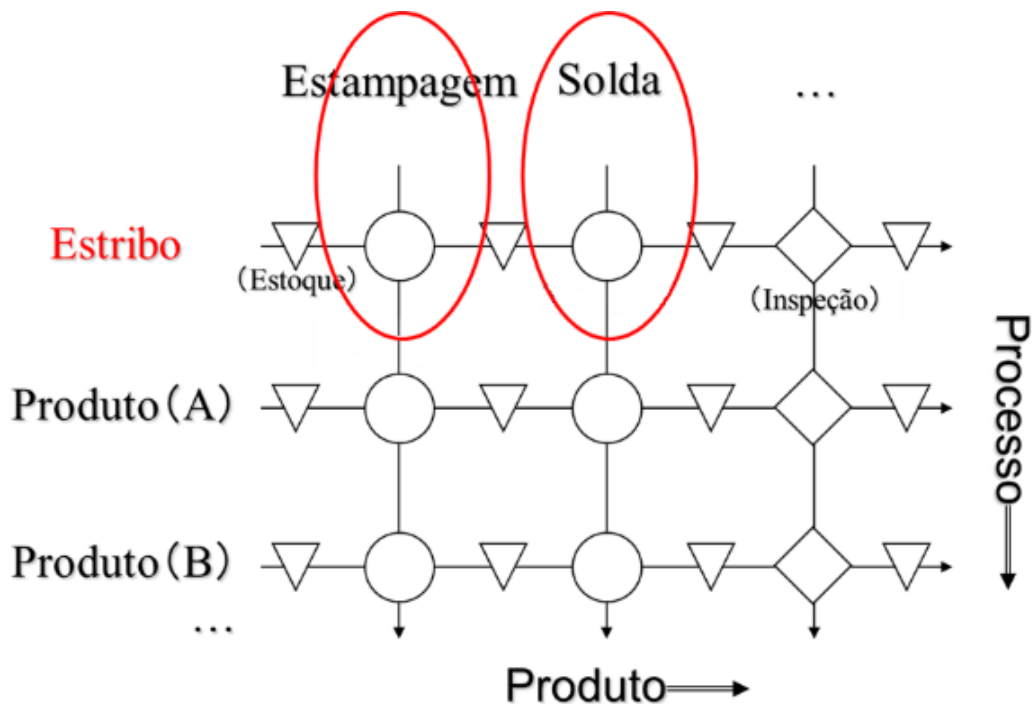 Estampagem Solda ...
Estribo
(Estoque)
(Inspeção)
Produto(A)
Produto(B)
...
Processo
Produto